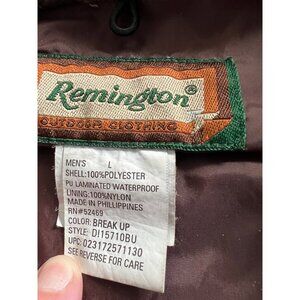 Remington®
OUTDOOR CLOTHING
MEN'S L
SHELL:100%POLYESTER
PU LAMINATED WATERPROOF
LINING:100%NYLON
MADE IN PHILLIPINES
RN#52469
COLOR: BREAK UP
STYLE: DI15710BU
UPC: 023172571130
SEE REVERSE FOR CARE